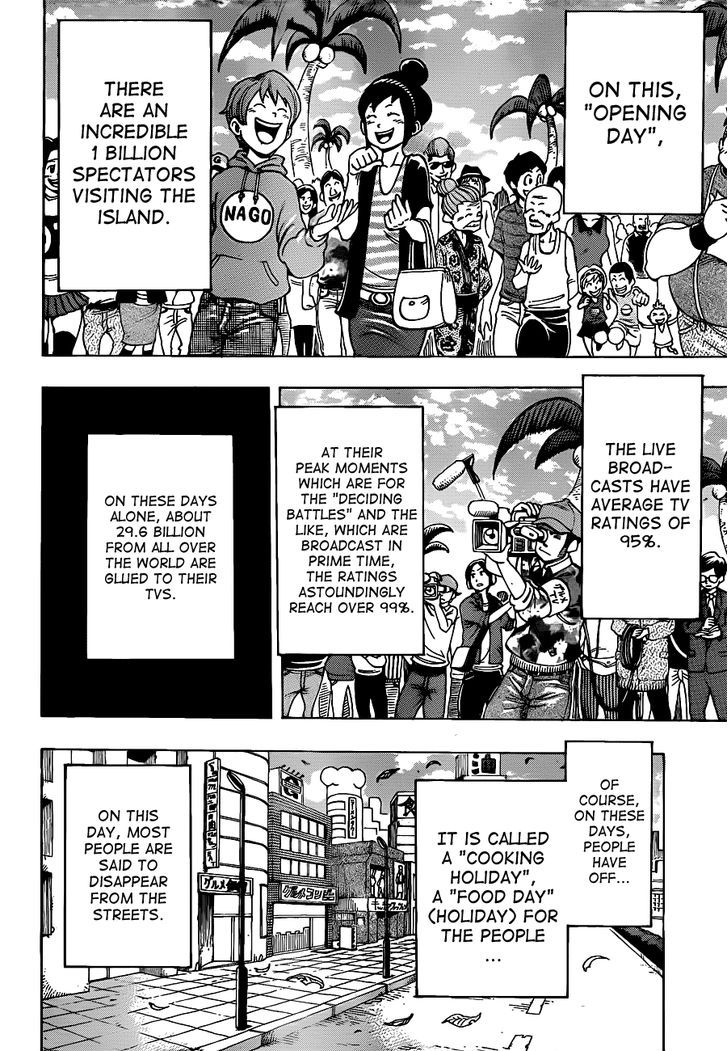 ON THIS,
"OPENING
DAY",
THERE
ARE AN
INCREDIBLE
1 BILLION
SPECTATORS
VISITING THE
ISLAND.
NAGO
THE LIVE
BROAD-
CASTS HAVE
AVERAGE TV
RATINGS OF
95%.
AT THEIR
PEAK MOMENTS
WHICH ARE FOR
THE "DECIDING
BATTLES" AND THE
LIKE, WHICH ARE
BROADCAST IN
PRIME TIME,
THE RATINGS
ASTOUNDINGLY
REACH OVER 99%.
ON THESE DAYS
ALONE, ABOUT
29.6 BILLION
FROM ALL OVER
THE WORLD ARE
GLUED TO THEIR
TVS.
OF
COURSE,
ON THESE
DAYS,
PEOPLE
HAVE
OFF...
IT IS CALLED
A "COOKING
HOLIDAY",
A "FOOD DAY"
(HOLIDAY) FOR
THE PEOPLE
...
ON THIS
DAY, MOST
PEOPLE ARE
SAID TO
DISAPPEAR
FROM THE
STREETS.
食